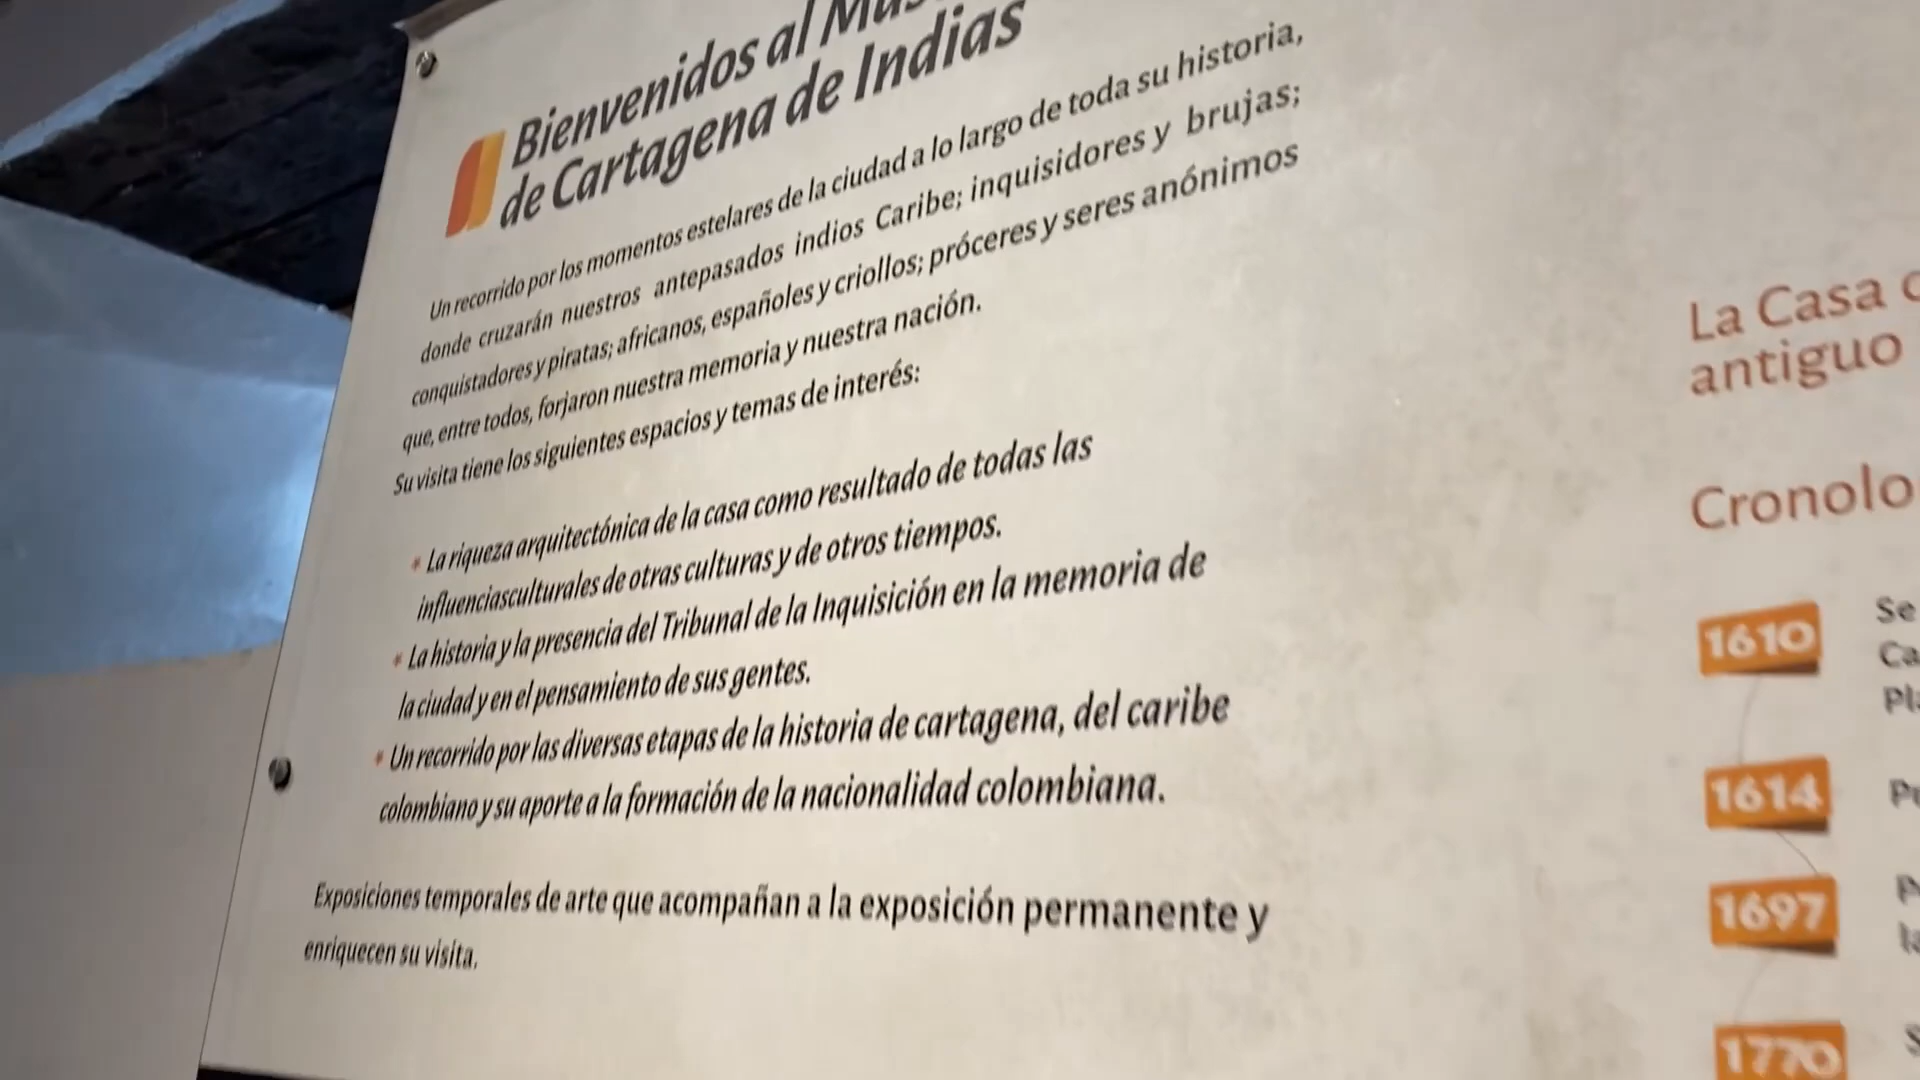 Bienvenidos al
de Cartagena de Indias
Un recorrido por los momentos estelares de la ciudad a lo largo de toda su historia,
donde cruzarán nuestros antepasados indios Caribe; inquisidores y brujas;
conquistadores y piratas; africanos, españoles y criollos; próceres y seres anónimos
que, entre todos, forjaron nuestra memoria y nuestra nación.
Su visita tiene los siguientes espacios y temas de interés:
* La riqueza arquitectónica de la casa como resultado de todas las
influenciasculturales de otras culturas y de otros tiempos.
* La historia y la presencia del Tribunal de la Inquisición en la memoria de
la ciudad y en el pensamiento de sus gentes.
* Un recorrido por las diversas etapas de la historia de cartagena, del caribe
colombiano y su aporte a la formación de la nacionalidad colombiana.
Exposiciones temporales de arte que acompañan a la exposición permanente y
enriquecen su visita.
La Casa
antiguo
1610 Se
1614
1697
1770